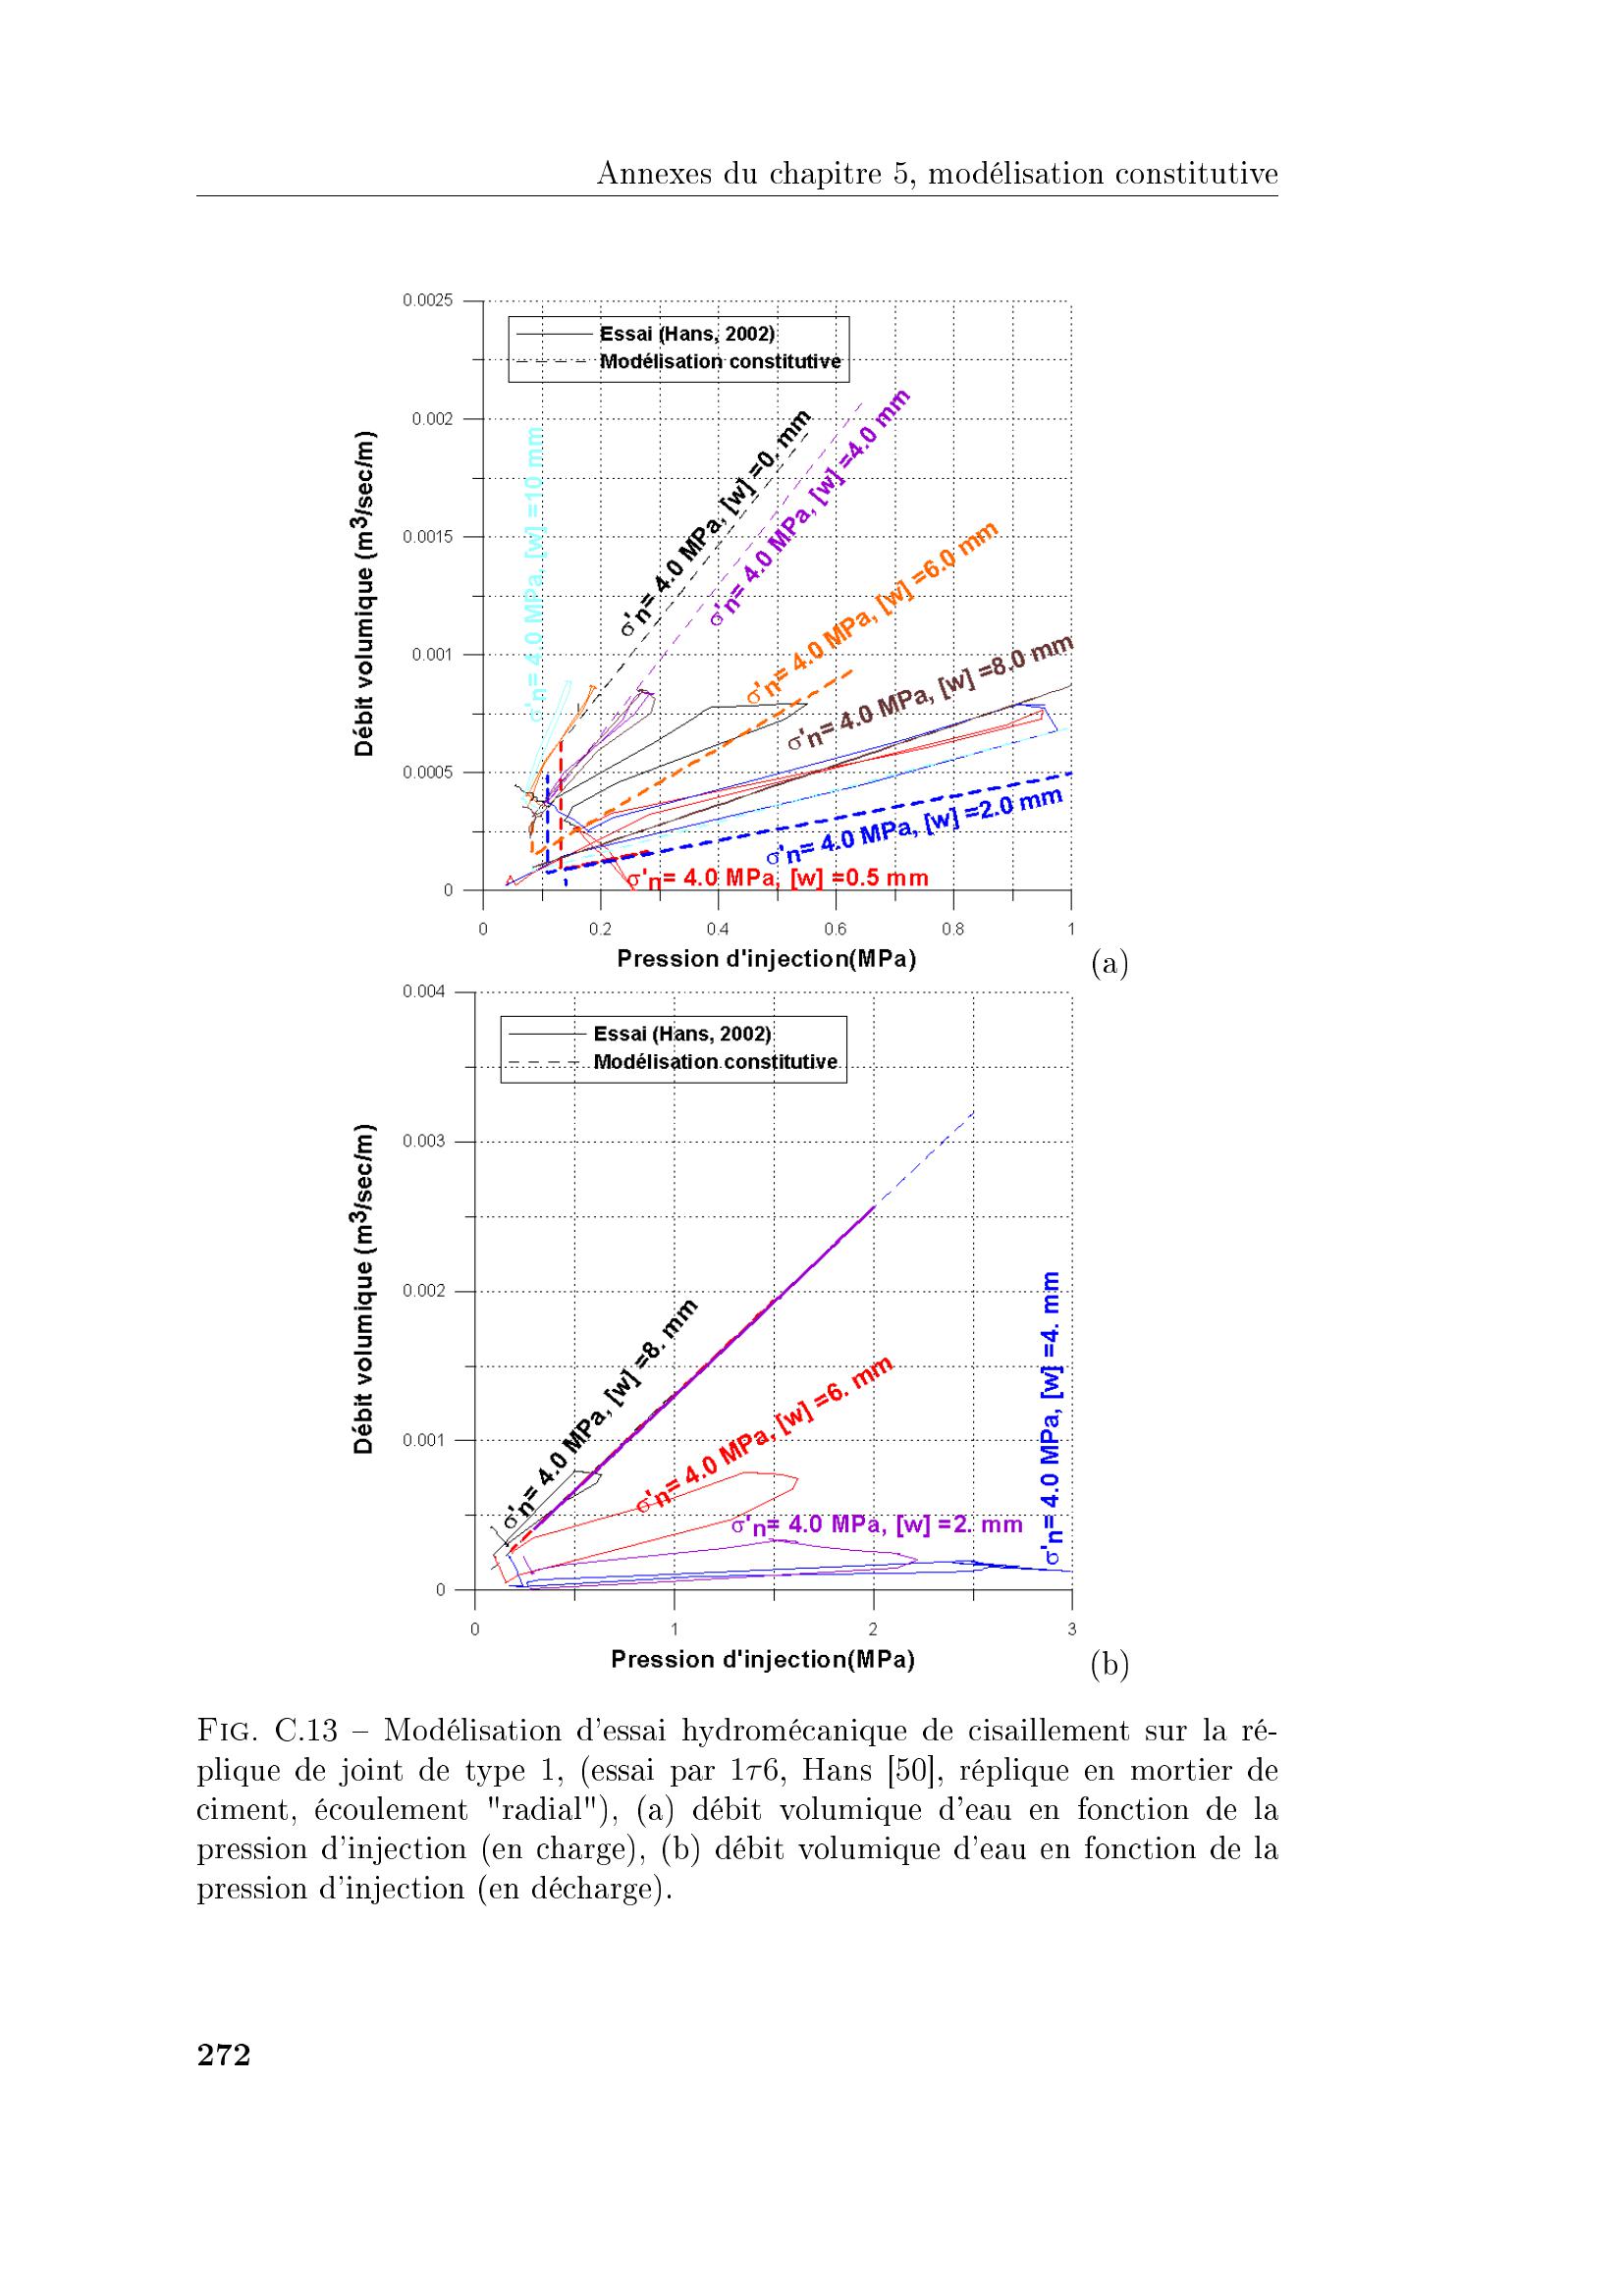 Annexes du chapitre 5, modélisation constitutive
0.0025
0.002
0.0015
0.001
0.0005
0
Débit volumique (m3/sec/m)
Essai (Hans, 2002)
Modélisation constitutive
σ'n= 4.0 MPa, [w] =10 mm
σ'n= 4.0 MPa, [w] =0. mm
σ'n= 4.0 MPa, [w] =4.0 mm
σ'n= 4.0 MPa, [w] =6.0 mm
σ'n= 4.0 MPa, [w] =8.0 mm
σ'n= 4.0 MPa, [w] =2.0 mm
σ'n= 4.0 MPa, [w] =0.5 mm
0 0.2 0.4 0.6 0.8 1
Pression d'injection(MPa)
(a)
0.004
0.003
0.002
0.001
0
Débit volumique (m3/sec/m)
Essai (Hans, 2002)
Modélisation constitutive
σ'n= 4.0 MPa, [w] =8. mm
σ'n= 4.0 MPa, [w] =6. mm
σ'n= 4.0 MPa, [w] =2. mm
σ'n= 4.0 MPa, [w] =4. mm
0 1 2 3
Pression d'injection(MPa)
(b)
FIG. C.13 – Modélisation d'essai hydromécanique de cisaillement sur la ré-
plique de joint de type 1, (essai par 1τ6, Hans [50], réplique en mortier de
ciment, écoulement "radial"), (a) débit volumique d'eau en fonction de la
pression d'injection (en charge), (b) débit volumique d'eau en fonction de la
pression d'injection (en décharge).
272